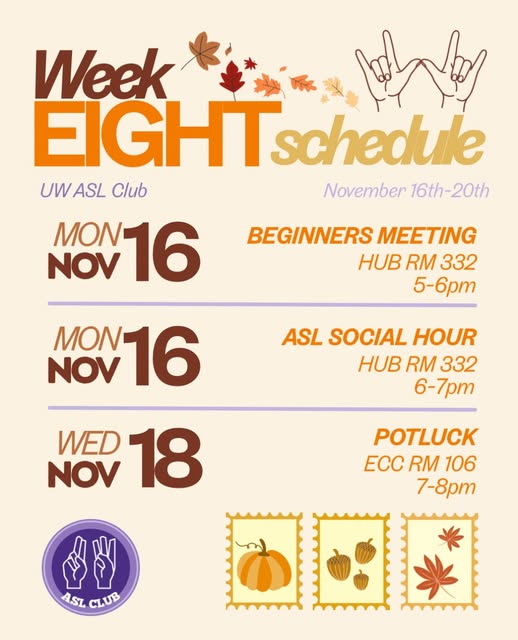 Week
EIGHT schedule
UW ASL Club November 16th-20th
MON NOV 16
BEGINNERS MEETING
HUB RM 332
5-6pm
MON NOV 16
ASL SOCIAL HOUR
HUB RM 332
6-7pm
WED NOV 18
POTLUCK
ECC RM 106
7-8pm
ASL CLUB